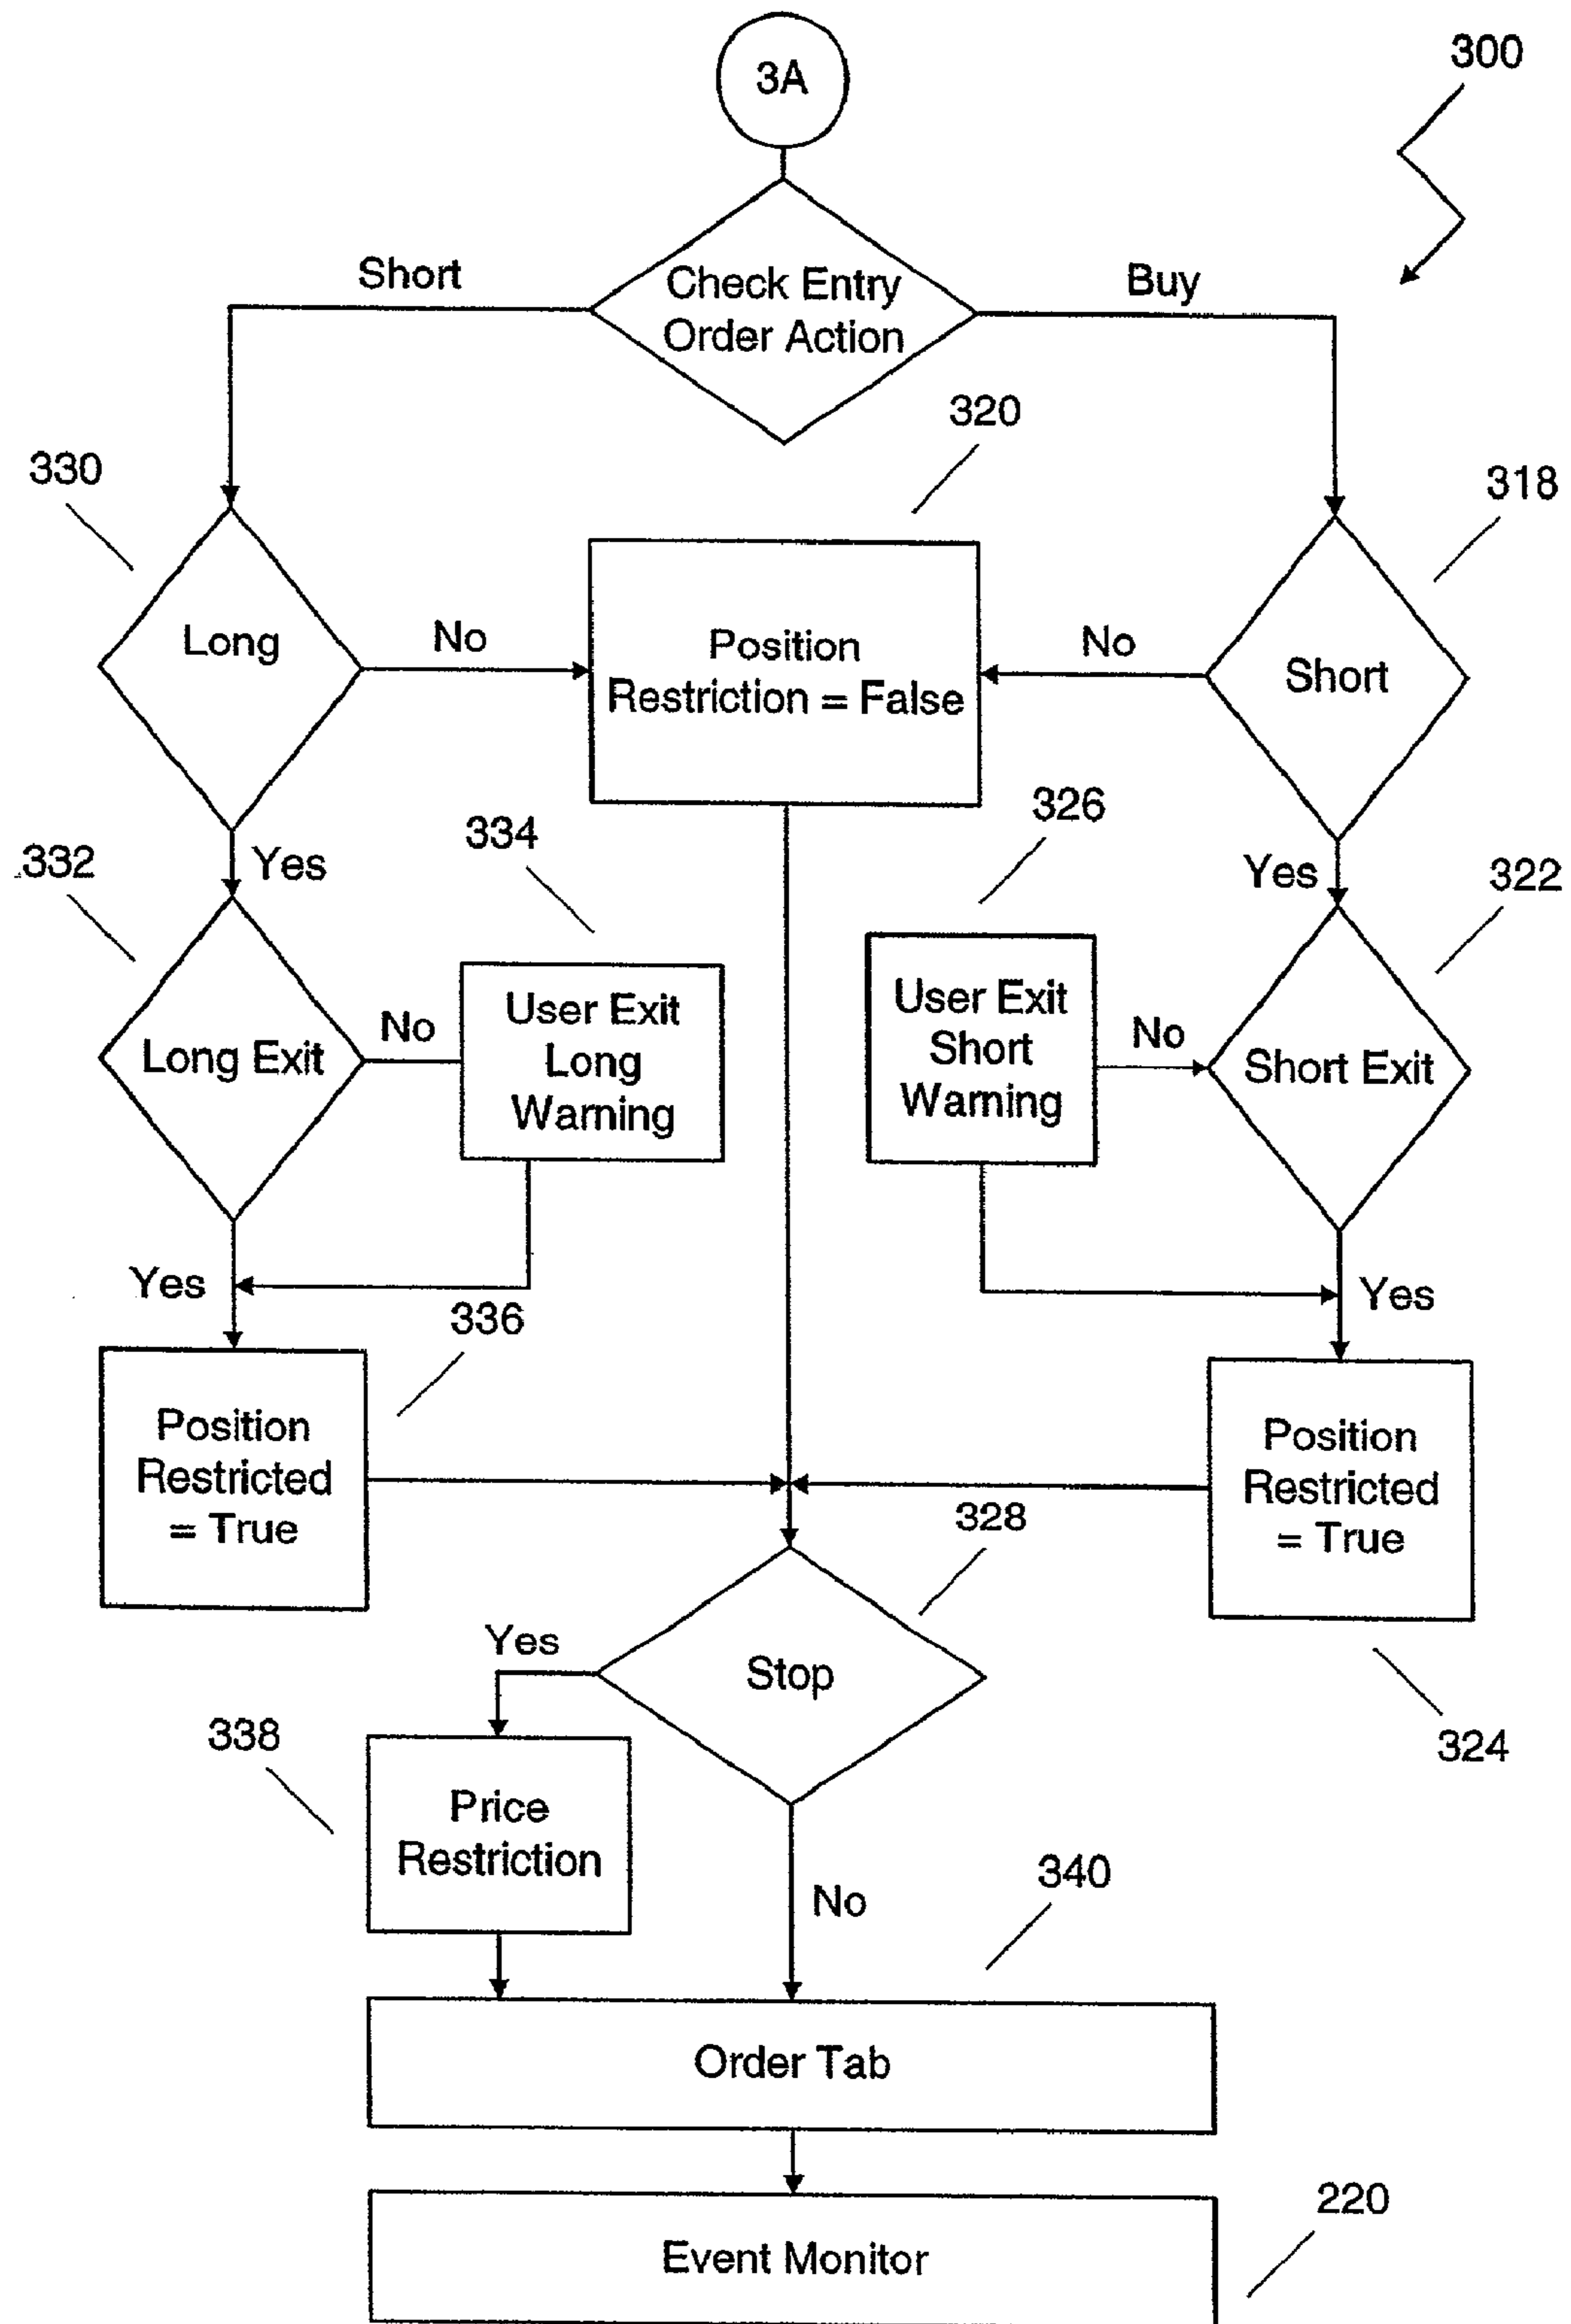 3A
300
Short
Check Entry
Order Action
Buy
320
330
318
Long
No
Position
Restriction = False
No
Short
326
334
332
Yes
Yes
322
User Exit
Long
Warning
No
Long Exit
User Exit
Short
Warning
No
Short Exit
Yes
Yes
336
Position
Restricted
= True
Position
Restricted
= True
328
Yes
Stop
324
338
Price
Restriction
No
340
Order Tab
220
Event Monitor